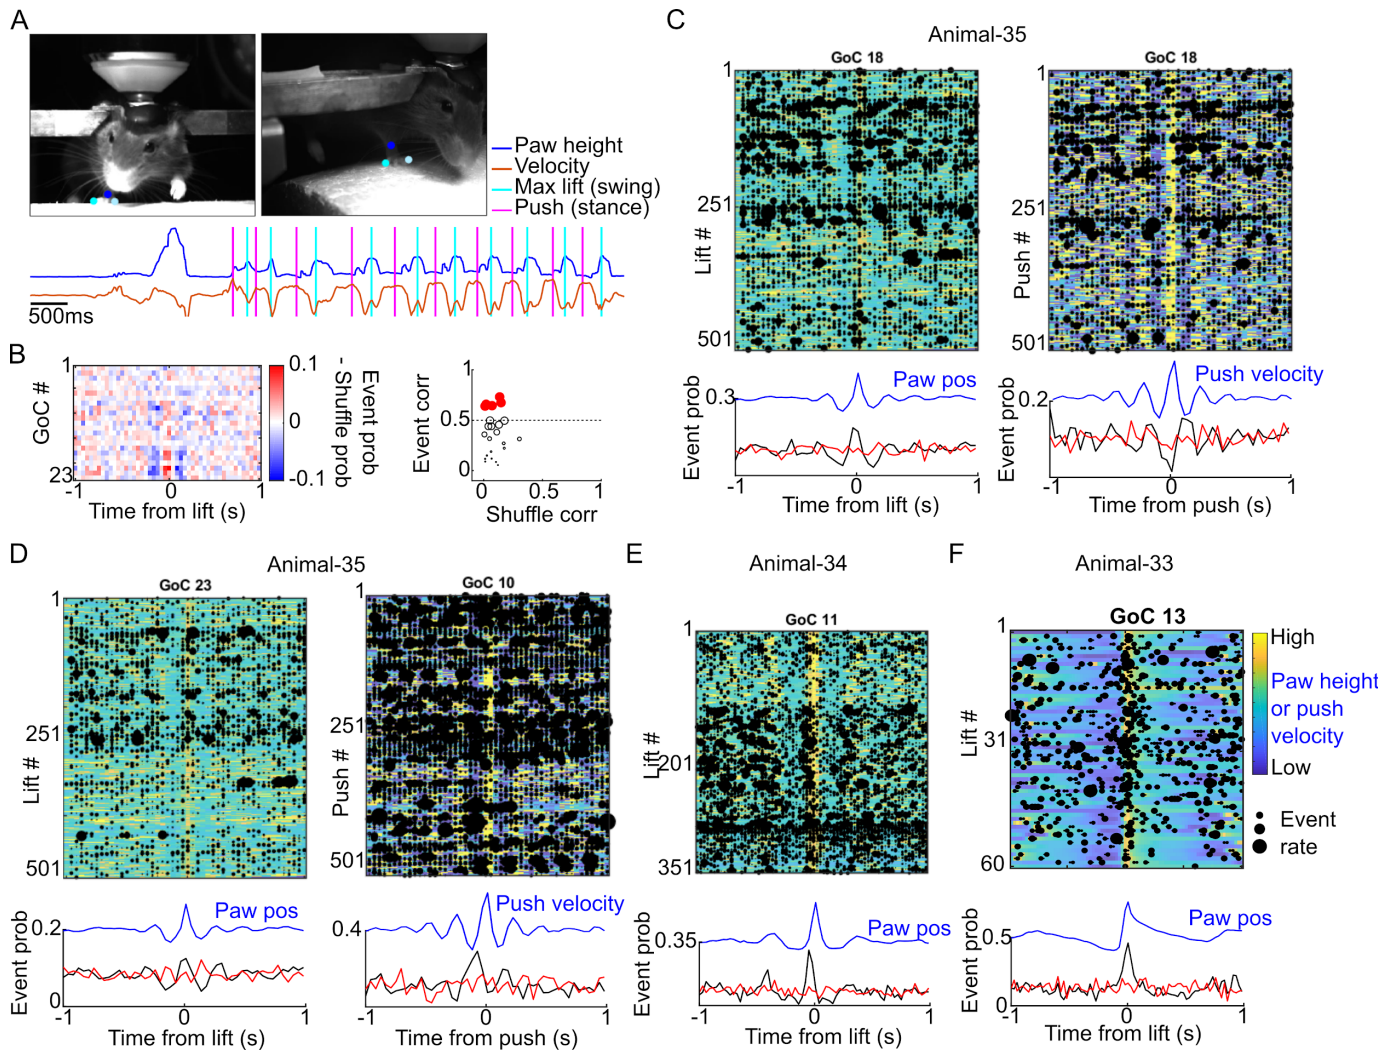 A
Paw height
Velocity
Max lift (swing)
Push (stance)
500ms
B
1
GoC #
23
-1
0
1
Time from lift (s)
0.1
0
-0.1
Event prob
- Shuffle prob
Event corr
1
0.5
0
0
0.5
1
Shuffle corr
C
Animal-35
GoC 18
1
251
501
Lift #
Event prob
0.3
Paw pos
-1
0
1
Time from lift (s)
GoC 18
1
251
501
Push #
Event prob
0.2
Push velocity
-1
0
1
Time from push (s)
D
Animal-35
GoC 23
1
251
501
Lift #
Event prob
0.2
0
Paw pos
-1
0
1
Time from lift (s)
GoC 10
1
251
501
Push #
0.4
Push velocity
-1
0
1
Time from push (s)
E
Animal-34
GoC 11
1
201
351
Lift #
Event prob
0.35
Paw pos
-1
0
1
Time from lift (s)
F
Animal-33
GoC 13
1
31
60
Lift #
High
Paw height
or push
velocity
Low
Event
rate
Event prob
0.5
0
Paw pos
-1
0
1
Time from lift (s)